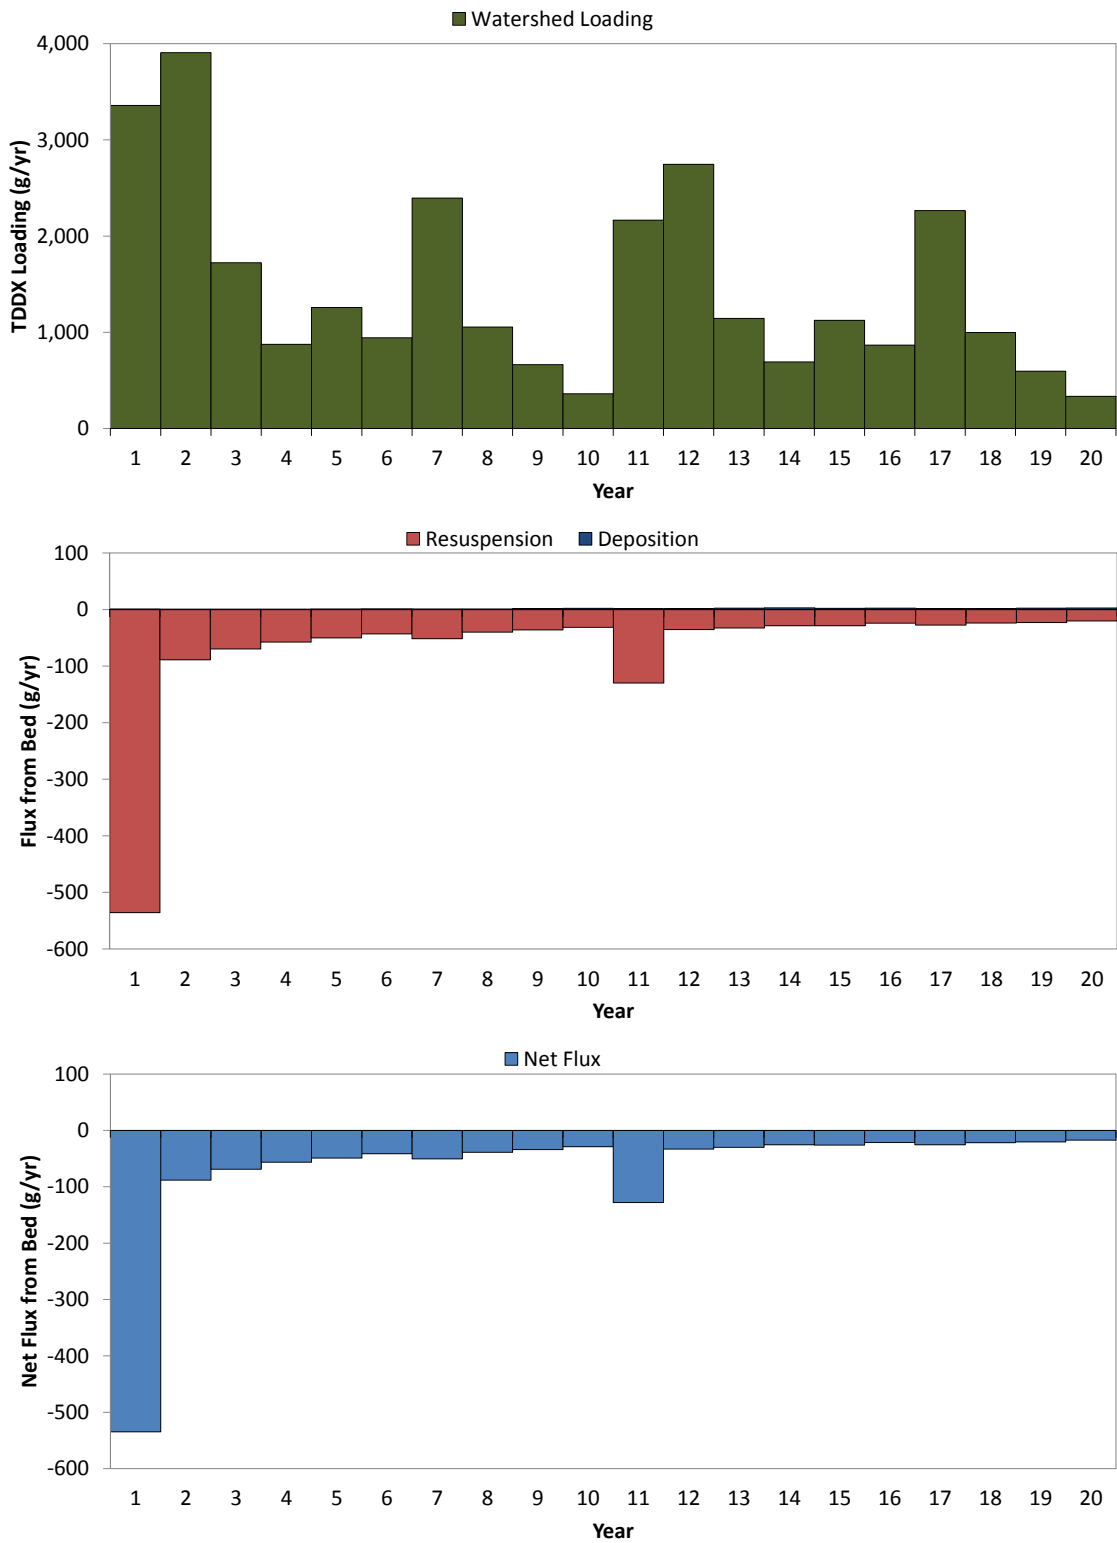 Watershed Loading
4,000
3,000
2,000
1,000
0
TDDX Loading (g/yr)
1 2 3 4 5 6 7 8 9 10 11 12 13 14 15 16 17 18 19 20
Year
Resuspension Deposition
100
0
-100
-200
-300
-400
-500
-600
Flux from Bed (g/yr)
1 2 3 4 5 6 7 8 9 10 11 12 13 14 15 16 17 18 19 20
Year
Net Flux
100
0
-100
-200
-300
-400
-500
-600
Net Flux from Bed (g/yr)
1 2 3 4 5 6 7 8 9 10 11 12 13 14 15 16 17 18 19 20
Year